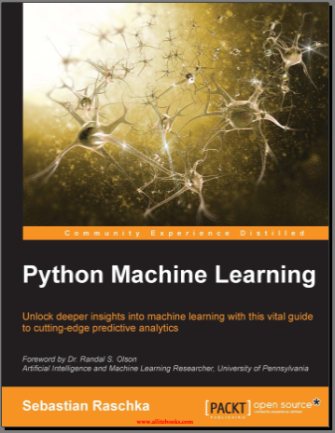 Community Experience Distilled
Python Machine Learning
Unlock deeper insights into machine learning with this vital guide
to cutting-edge predictive analytics
Foreword by Dr. Randal S. Olson
Artificial Intelligence and Machine Learning Researcher, University of Pennsylvania
Sebastian Raschka
[PACKT] open source*
PUBLISHING
www.allitebooks.com